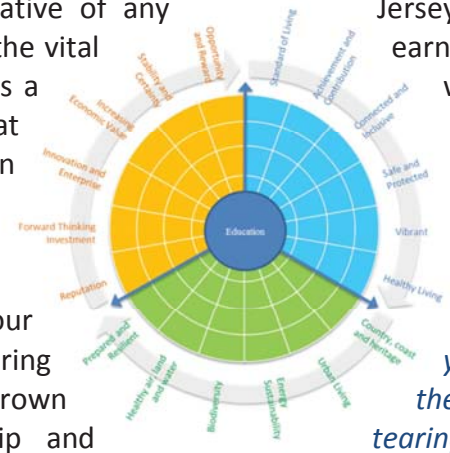 ative of any
the vital
s a
at
n
our
ring
rown
ip and
Jersey
earn
w
y
the
tearing
Opportunity
and Reward
Stability and
Certainty
Increasing
Economic Value
Innovation and
Enterprise
Forward Thinking
Investment
Reputation
Standard of Living
Achievement and
Contribution
Connected and
Inclusive
Safe and
Protected
Vibrant
Healthy Living
Education
Country, coast
and heritage
Urban Living
Energy
Sustainability
Biodiversity
Healthy air, land
and water
Prepared and
Resilient